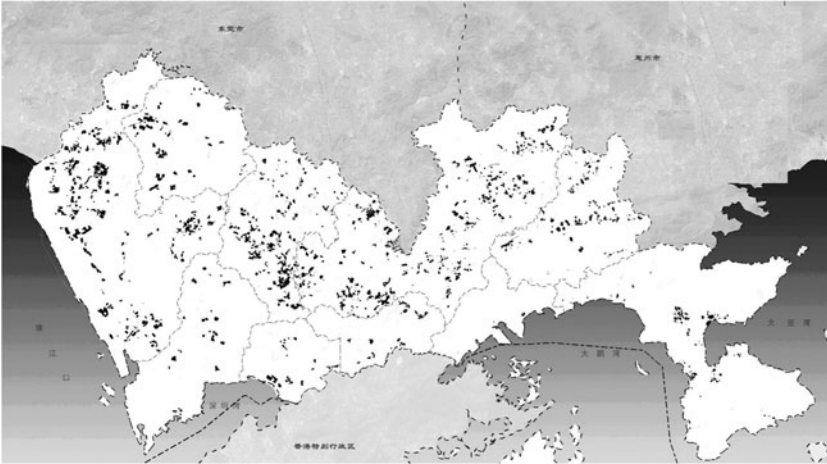 东莞市
惠州市
珠
江
口
大 亚 湾
大 鹏 湾
深 圳 湾
香港特别行政区